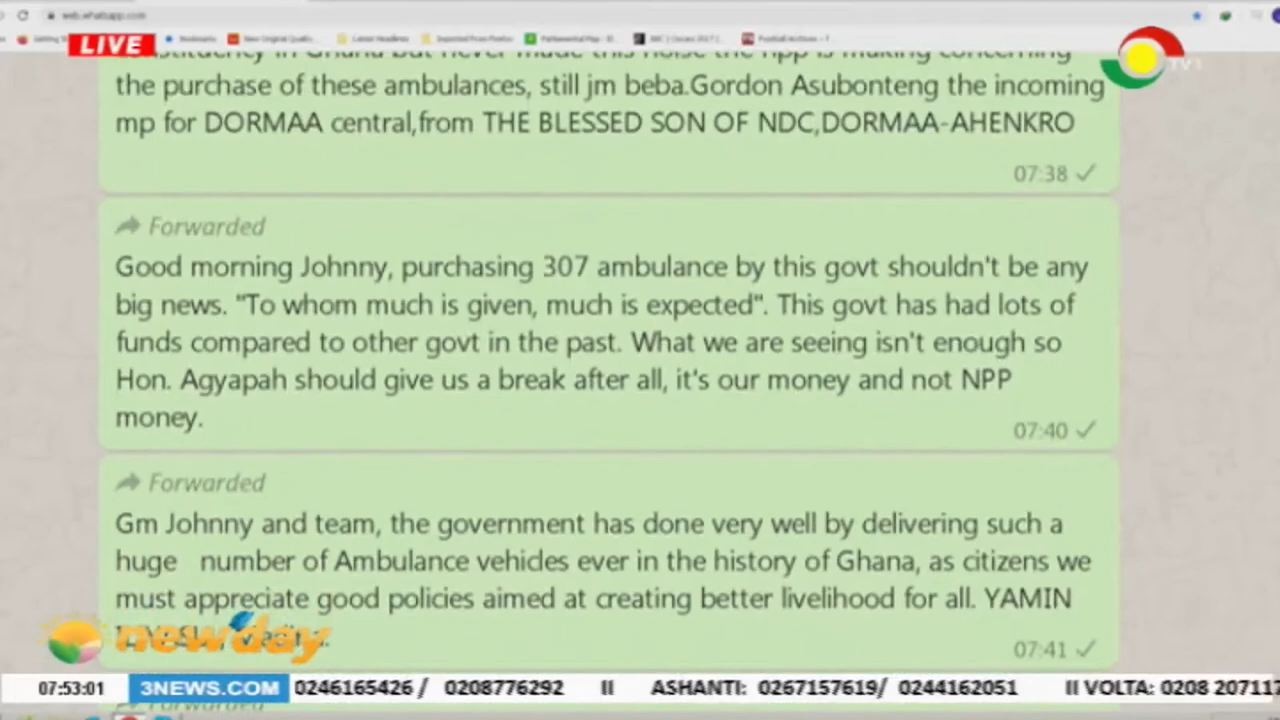 web.whatsapp.com
LIVE
TV3
the purchase of these ambulances, still jm beba.Gordon Asubonteng the incoming
mp for DORMAA central,from THE BLESSED SON OF NDC,DORMAA-AHENKRO
07:38
Forwarded
Good morning Johnny, purchasing 307 ambulance by this govt shouldn't be any
big news. "To whom much is given, much is expected". This govt has had lots of
funds compared to other govt in the past. What we are seeing isn't enough so
Hon. Agyapah should give us a break after all, it's our money and not NPP
money.
07:40
Forwarded
Gm Johnny and team, the government has done very well by delivering such a
huge number of Ambulance vehicles ever in the history of Ghana, as citizens we
must appreciate good policies aimed at creating better livelihood for all. YAMIN
newday
07:41
07:53:01 3NEWS.COM 0246165426 / 0208776292 II ASHANTI: 0267157619/ 0244162051 II VOLTA: 0208 20711
Forwarded